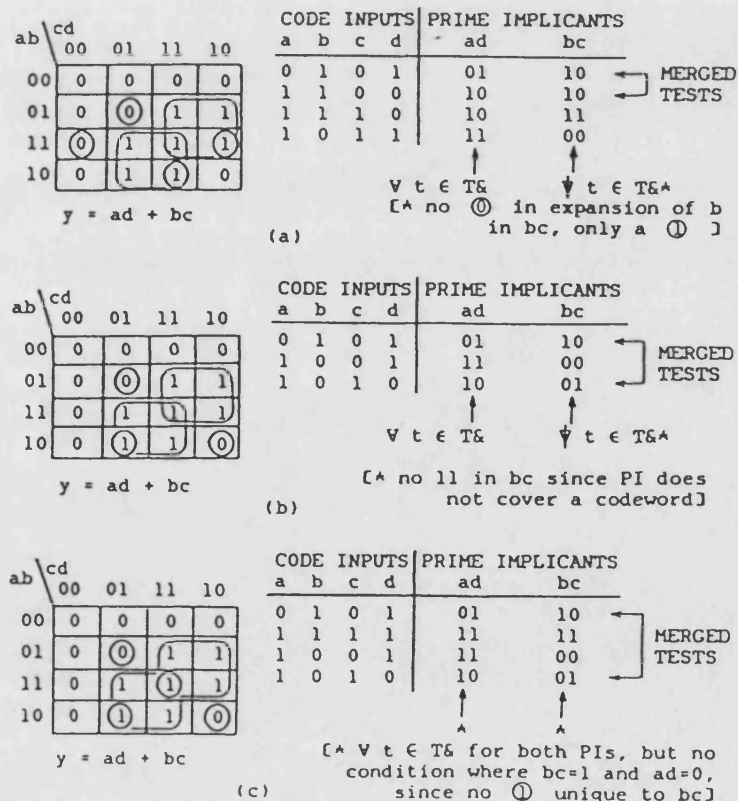 CODE INPUTS PRIME IMPLICANTS
a b c d ad bc
0 1 0 1 01 10
1 1 0 0 10 10
1 1 1 0 10 11
1 0 1 1 11 00
MERGED
TESTS
ab cd
00 01 11 10
00 0 0 0 0
01 0 0 1 1
11 0 1 1 1
10 0 1 1 0
y = ad + bc
∀ t ∈ T& ∀ t ∈ T&*
[* no ⓪ in expansion of b
in bc, only a ① ]
(a)
CODE INPUTS PRIME IMPLICANTS
a b c d ad bc
0 1 0 1 01 10
1 0 0 1 11 00
1 0 1 0 10 01
MERGED
TESTS
ab cd
00 01 11 10
00 0 0 0 0
01 0 0 1 1
11 0 1 1 1
10 0 1 1 0
y = ad + bc
∀ t ∈ T& ∀ t ∈ T&*
[* no 11 in bc since PI does
not cover a codeword]
(b)
CODE INPUTS PRIME IMPLICANTS
a b c d ad bc
0 1 0 1 01 10
1 1 1 1 11 11
1 0 0 1 11 00
1 0 1 0 10 01
MERGED
TESTS
ab cd
00 01 11 10
00 0 0 0 0
01 0 0 1 1
11 0 1 1 1
10 0 1 1 0
y = ad + bc
* *
[* ∀ t ∈ T& for both PIs, but no
condition where bc=1 and ad=0,
since no ① unique to bc]
(c)